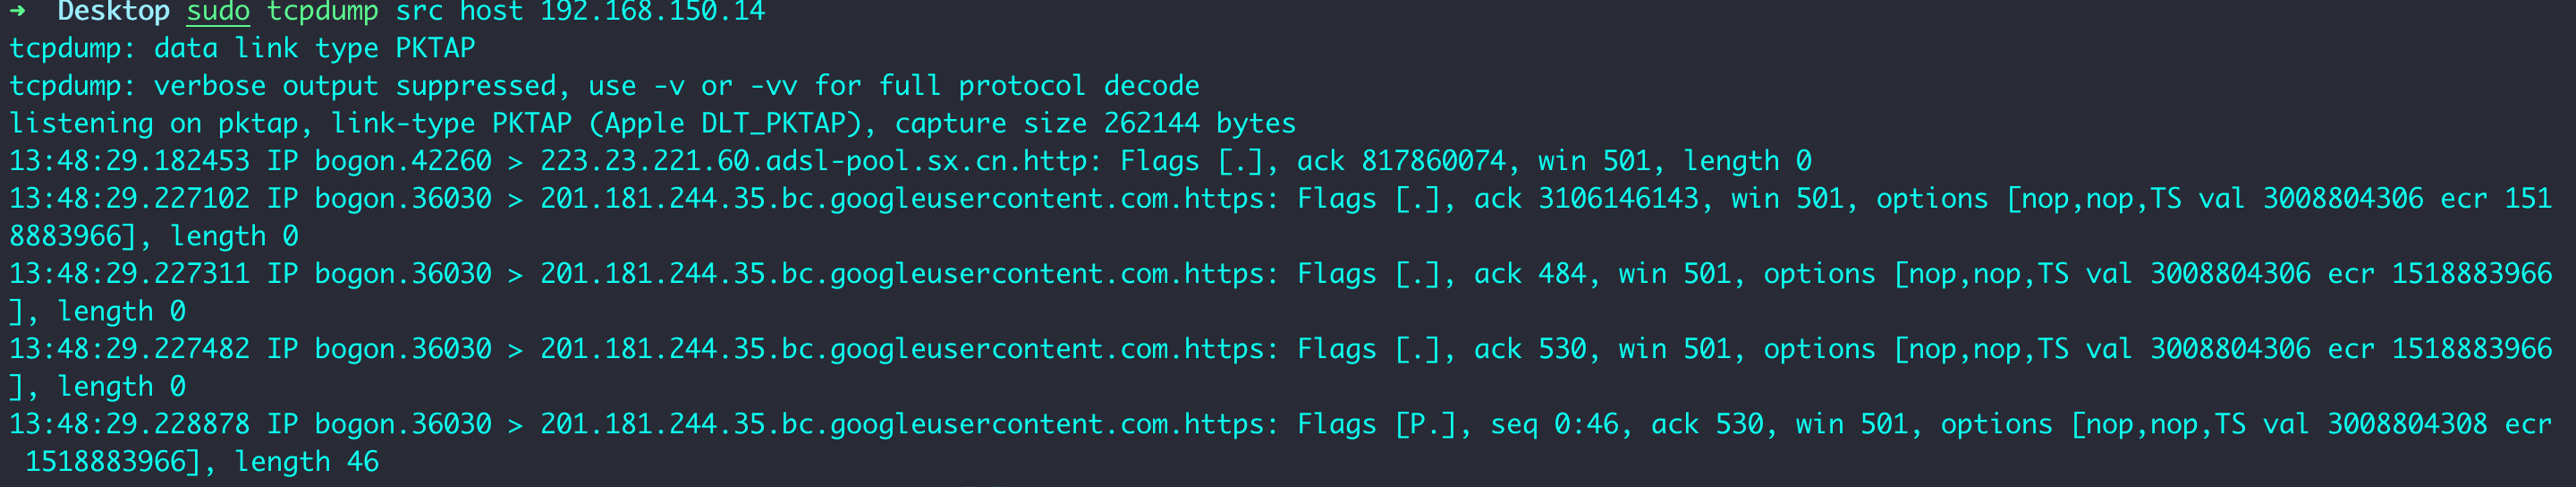 ➜  Desktop sudo tcpdump src host 192.168.150.14
tcpdump: data link type PKTAP
tcpdump: verbose output suppressed, use -v or -vv for full protocol decode
listening on pktap, link-type PKTAP (Apple DLT_PKTAP), capture size 262144 bytes
13:48:29.182453 IP bogon.42260 > 223.23.221.60.adsl-pool.sx.cn.http: Flags [.], ack 817860074, win 501, length 0
13:48:29.227102 IP bogon.36030 > 201.181.244.35.bc.googleusercontent.com.https: Flags [.], ack 3106146143, win 501, options [nop,nop,TS val 3008804306 ecr 151
8883966], length 0
13:48:29.227311 IP bogon.36030 > 201.181.244.35.bc.googleusercontent.com.https: Flags [.], ack 484, win 501, options [nop,nop,TS val 3008804306 ecr 1518883966
], length 0
13:48:29.227482 IP bogon.36030 > 201.181.244.35.bc.googleusercontent.com.https: Flags [.], ack 530, win 501, options [nop,nop,TS val 3008804306 ecr 1518883966
], length 0
13:48:29.228878 IP bogon.36030 > 201.181.244.35.bc.googleusercontent.com.https: Flags [P.], seq 0:46, ack 530, win 501, options [nop,nop,TS val 3008804308 ecr
 1518883966], length 46